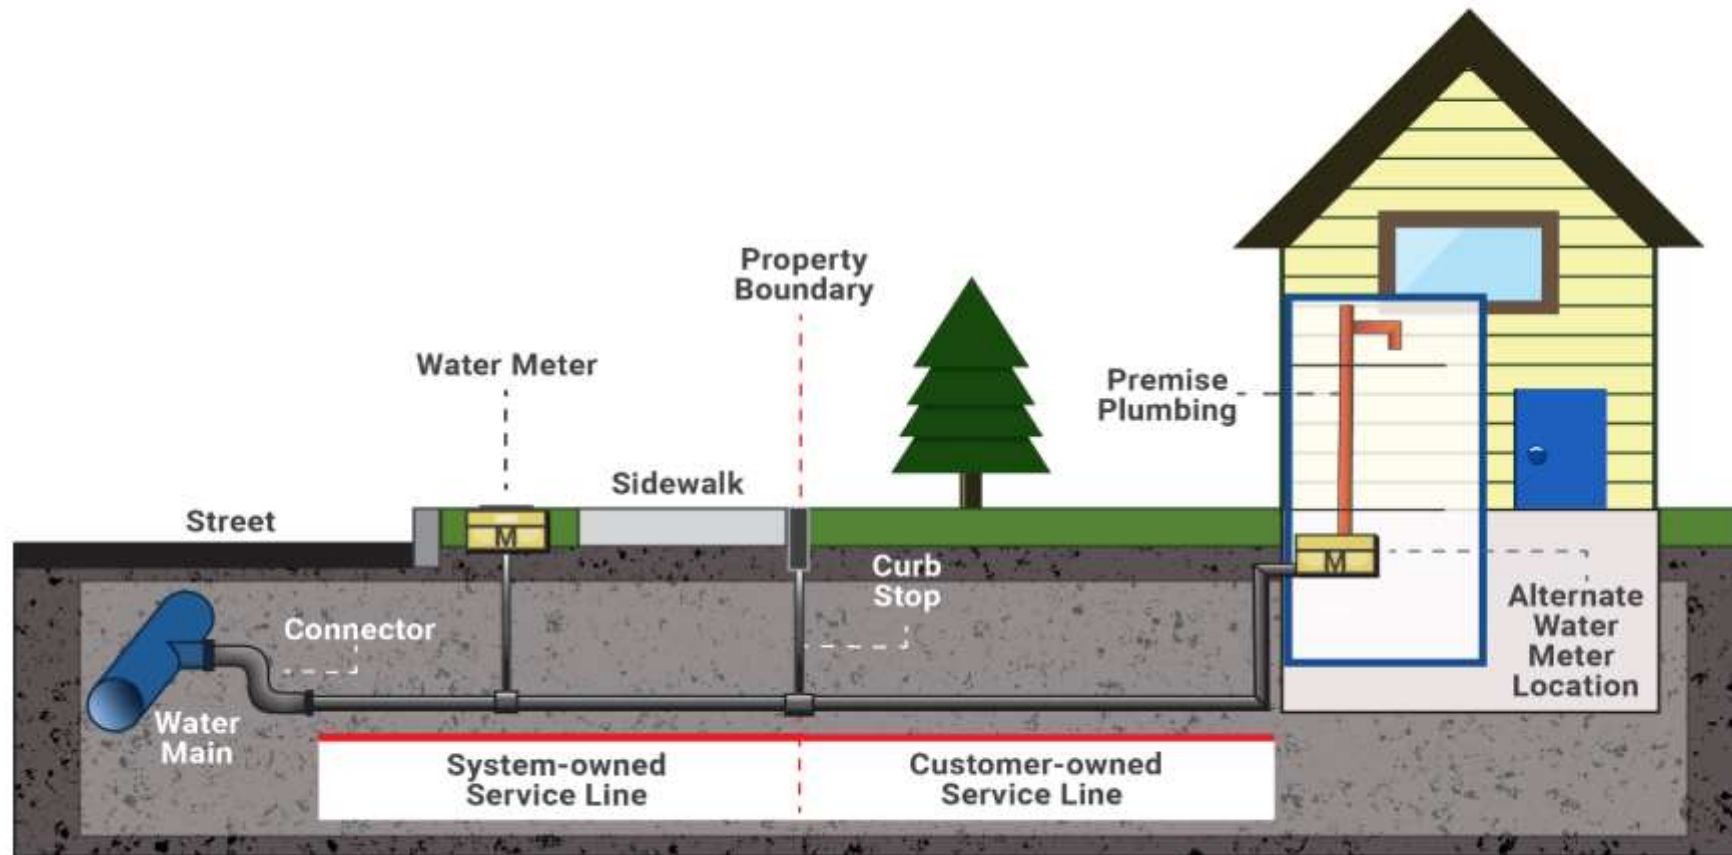 Property
Boundary
Water Meter
Premise
Plumbing
Sidewalk
Street
M
M
Curb
Stop
Connector
Alternate
Water
Meter
Location
Water
Main
System-owned
Service Line
Customer-owned
Service Line